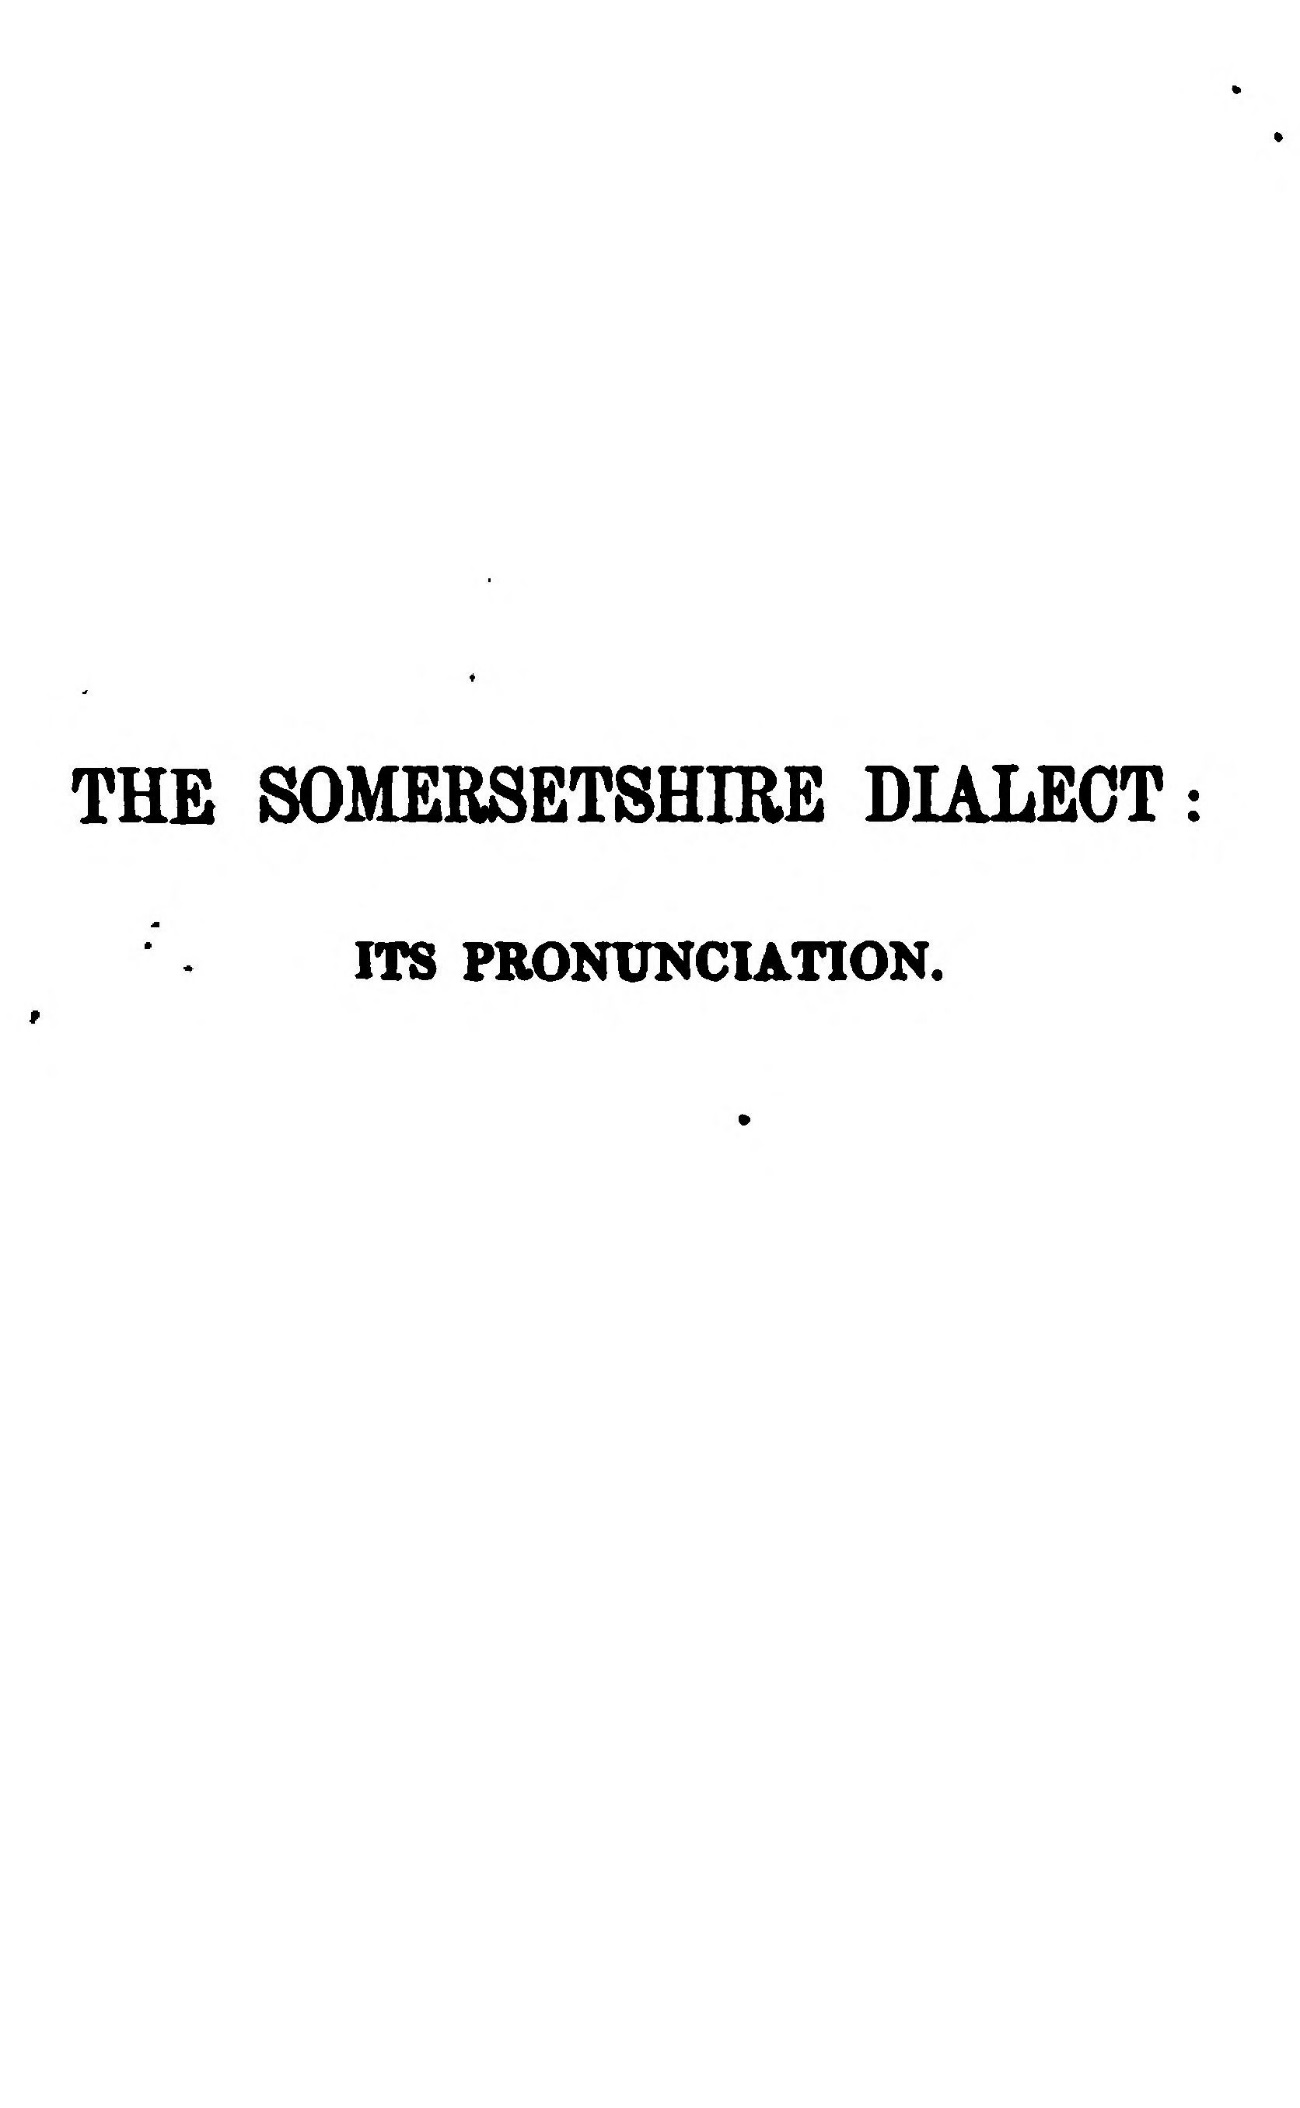 THE SOMERSETSHIRE DIALECT :
ITS PRONUNCIATION.